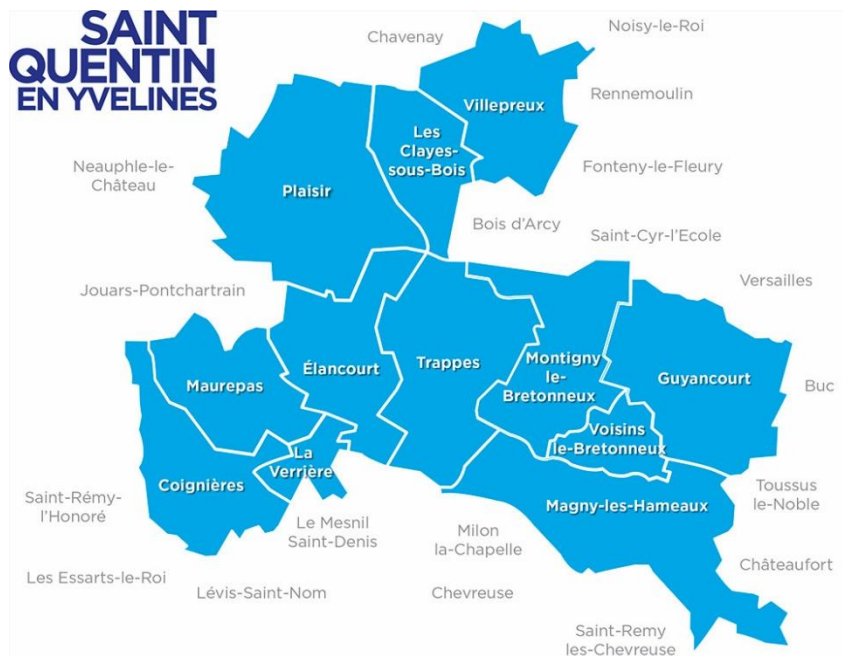 SAINT
QUENTIN
EN YVELINES
Chavenay
Noisy-le-Roi
Villepreux
Rennemoulin
Les
Clayes-
sous-Bois
Neauphle-le-
Château
Plaisir
Fonteny-le-Fleury
Bois d'Arcy
Saint-Cyr-l'Ecole
Versailles
Jouars-Pontchartrain
Maurepas
Élancourt
Trappes
Montigny
le-
Bretonneux
Guyancourt
Buc
Voisins
le-Bretonneux
La
Verrière
Coignières
Saint-Rémy-
l'Honoré
Magny-les-Hameaux
Toussus
le-Noble
Le Mesnil
Saint-Denis
Milon
la-Chapelle
Châteaufort
Les Essarts-le-Roi
Lévis-Saint-Nom
Chevreuse
Saint-Remy
les-Chevreuse